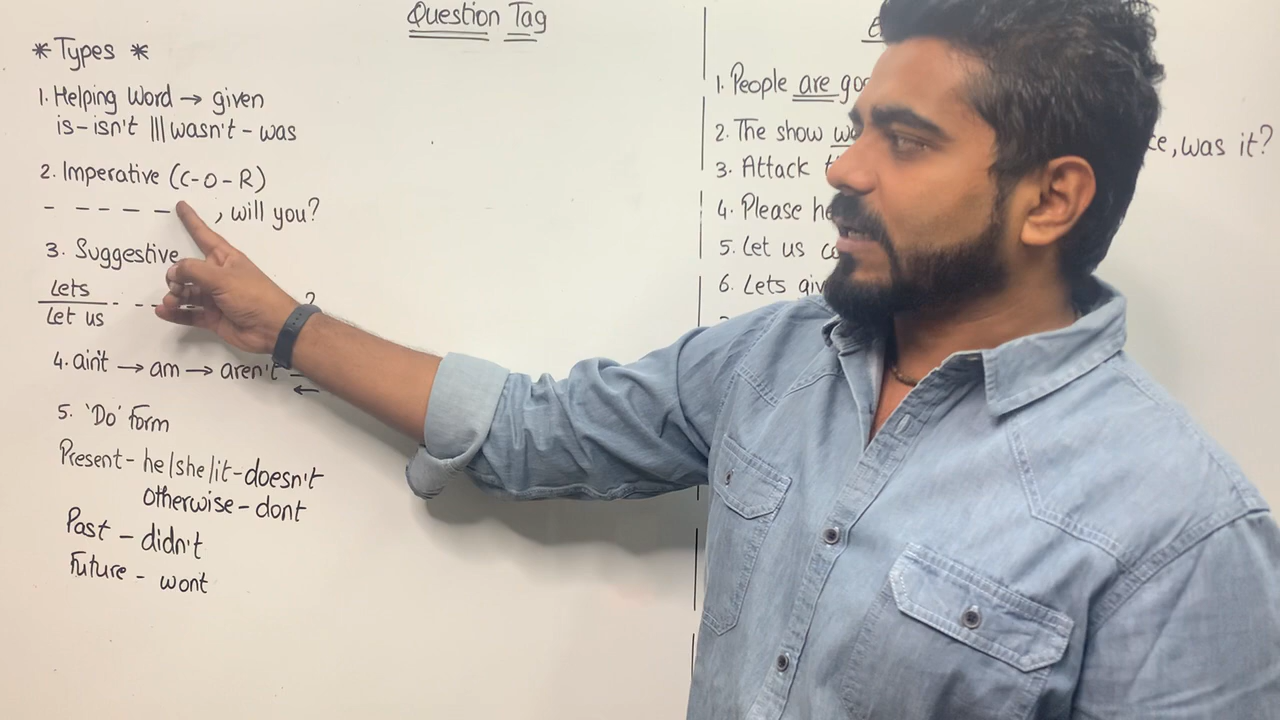 Question Tag
* Types *
1. Helping Word → given
is-isn't ||| wasn't - was
2. Imperative (C-O-R)
- - - - - , will you?
3. Suggestive
Lets - - - ?
Let us
4. ain't → am → aren't
←
5. 'Do' form
Present - he/she/it - doesn't
otherwise - dont
Past - didn't
Future - wont
1. People are
2. The show , was it?
3. Attack
4. Please
5. Let us
6. Lets